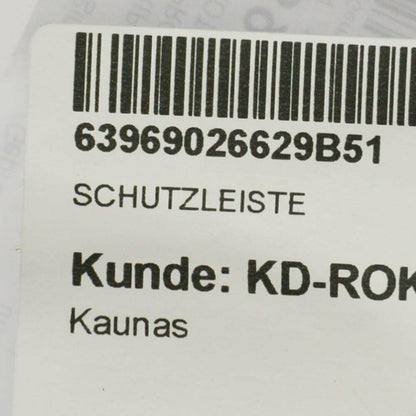 63969026629B51
SCHUTZLEISTE
Kunde: KD-ROK
Kaunas